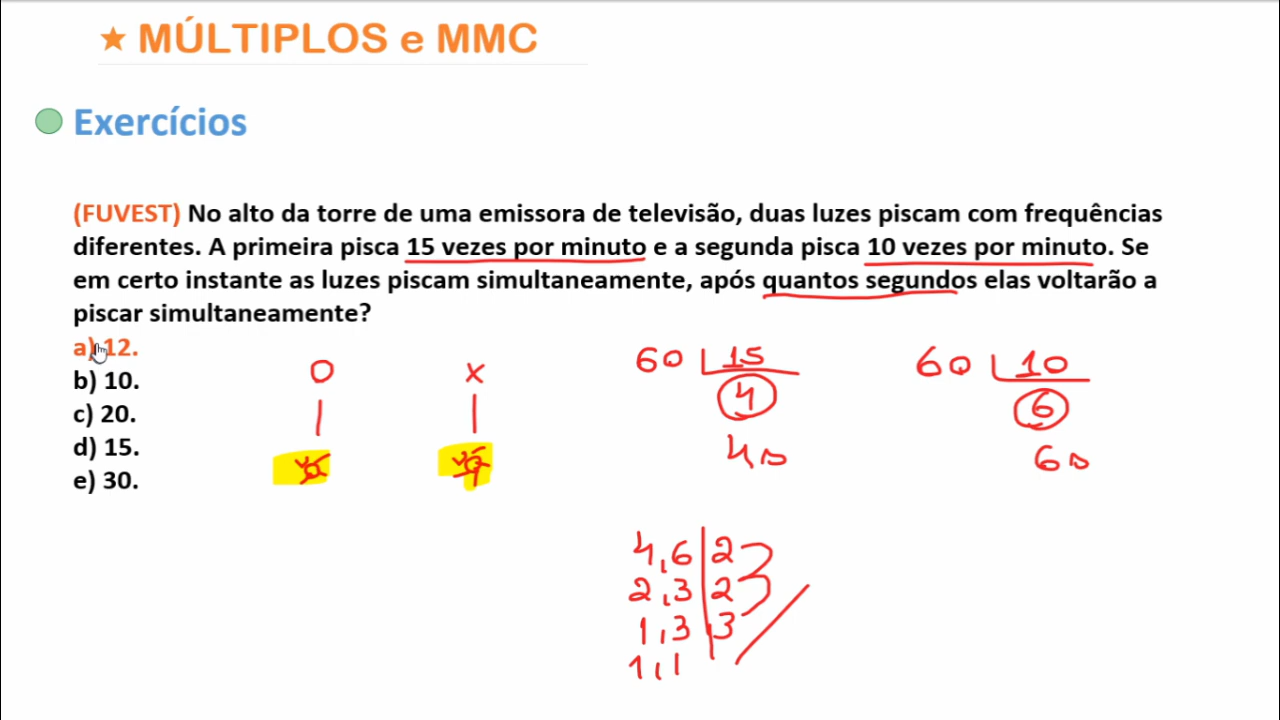 ★ MÚLTIPLOS e MMC
Exercícios
(FUVEST) No alto da torre de uma emissora de televisão, duas luzes piscam com frequências
diferentes. A primeira pisca 15 vezes por minuto e a segunda pisca 10 vezes por minuto. Se
em certo instante as luzes piscam simultaneamente, após quantos segundos elas voltarão a
piscar simultaneamente?
a) 12.
b) 10.
c) 20.
d) 15.
e) 30.
O x
60 15
4
4s
60 10
6
6s
4,6 2
2,3 2
1,3 3
1,1